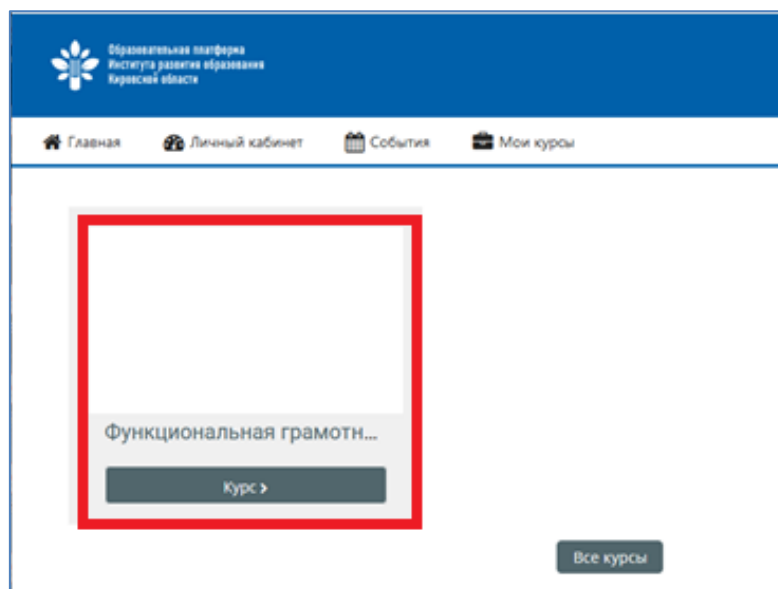 Образовательная платформа
Института развития образования
Кировской области
Главная
Личный кабинет
События
Мои курсы
Функциональная грамотн...
Курс >
Все курсы